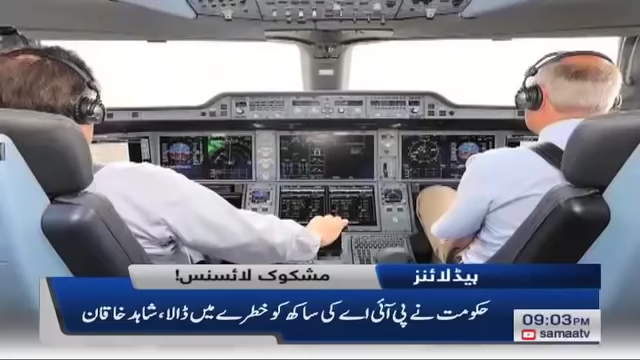 ہیڈلائنز
مشکوک لائسنس!
حکومت نے پی آئی اے کی ساکھ کو خطرے میں ڈالا، شاہد خاقان
09:03PM
samaatv